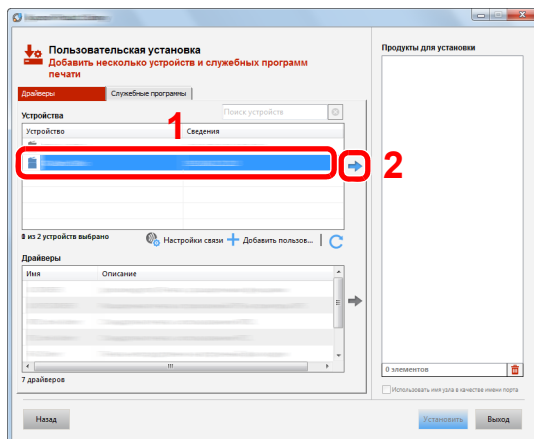 Пользовательская установка
Добавить несколько устройств и служебных программ
печати
Продукты для установки
Драйверы
Служебные программы
Устройства
Поиск устройств
1
Устройство
Сведения
2
из 2 устройств выбрано
Настройки связи
Добавить пользов...
Драйверы
Имя
Описание
7 драйверов
0 элементов
Использовать имя узла в качестве имени порта
Назад
Установить
Выход